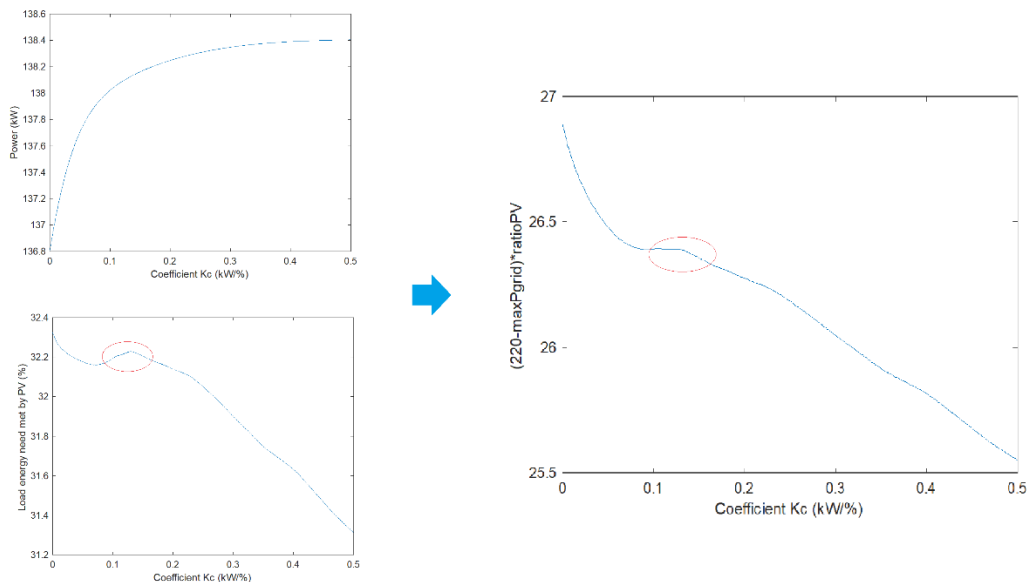 138.6
138.4
138.2
138
137.8
137.6
137.4
137.2
137
136.8
Power (kW)
0 0.1 0.2 0.3 0.4 0.5
Coefficient Kc (kW/%)
32.4
32.2
32
31.8
31.6
31.4
31.2
Load energy need met by PV (%)
0 0.1 0.2 0.3 0.4 0.5
Coefficient Kc (kW/%)
27
26.5
26
25.5
(220-maxPgrid)*ratioPV
0 0.1 0.2 0.3 0.4 0.5
Coefficient Kc (kW/%)